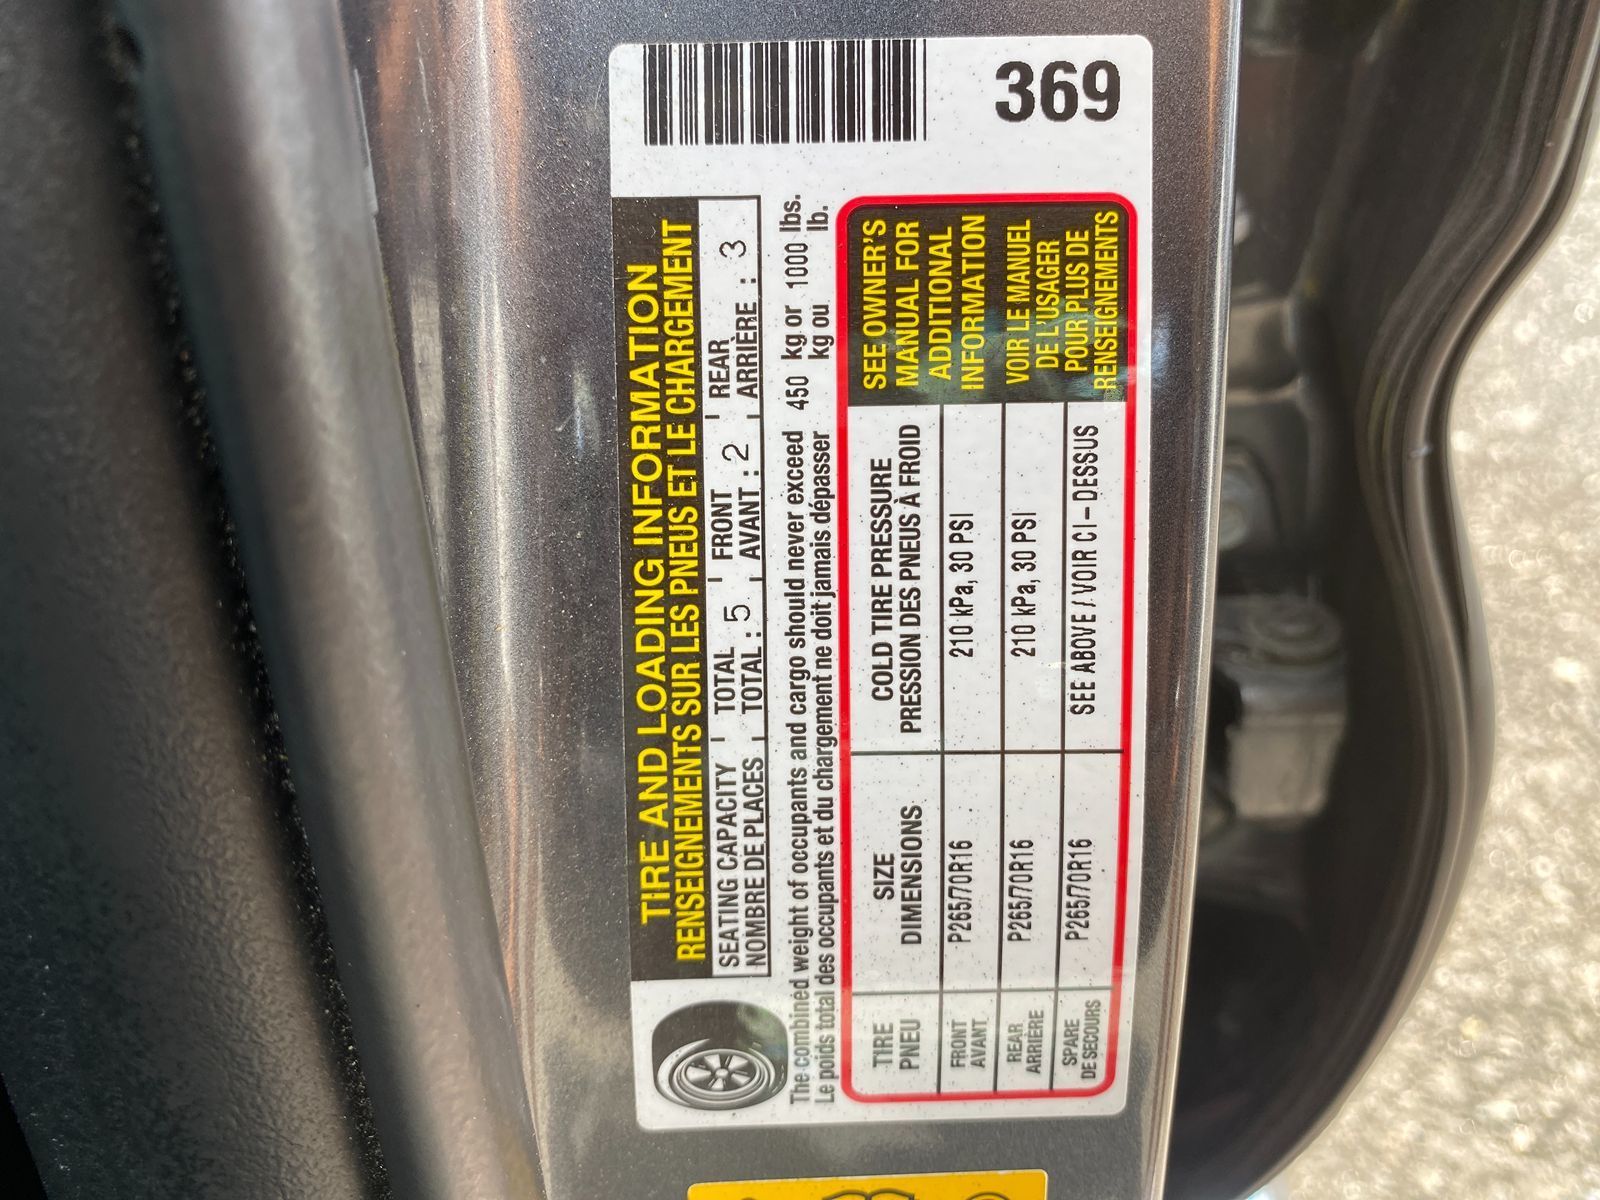 369
TIRE AND LOADING INFORMATION
RENSEIGNEMENTS SUR LES PNEUS ET LE CHARGEMENT
SEATING CAPACITY TOTAL FRONT REAR
NOMBRE DE PLACES TOTAL : 5 AVANT : 2 ARRIÈRE : 3
The combined weight of occupants and cargo should never exceed 450 kg or 1000 lbs.
Le poids total des occupants et du chargement ne doit jamais dépasser kg ou lb.
TIRE SIZE COLD TIRE PRESSURE
PNEU DIMENSIONS PRESSION DES PNEUS À FROID
FRONT
AVANT P265/70R16 210 kPa, 30 PSI
REAR
ARRIÈRE P265/70R16 210 kPa, 30 PSI
SPARE
DE SECOURS P265/70R16 SEE ABOVE / VOIR CI-DESSUS
SEE OWNER'S
MANUAL FOR
ADDITIONAL
INFORMATION
VOIR LE MANUEL
DE L'USAGER
POUR PLUS DE
RENSEIGNEMENTS